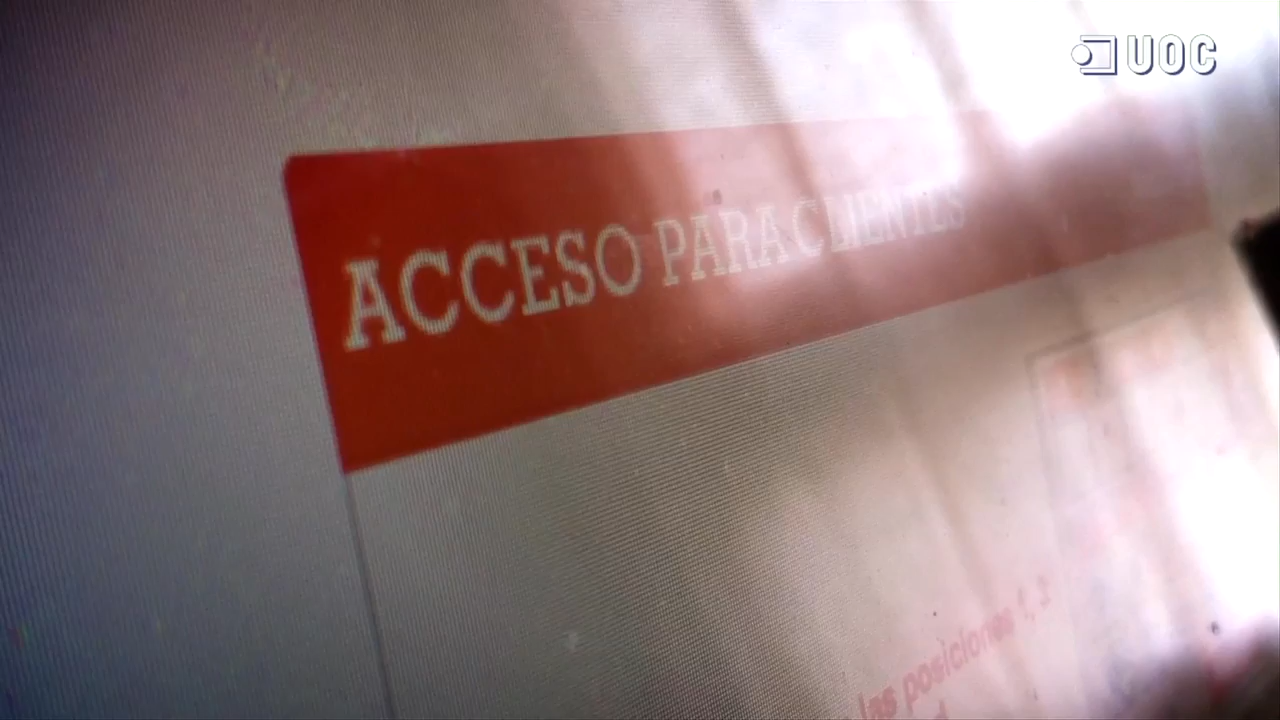 UOC
ACCESO PARA CLIENTES
las posiciones 1, 3